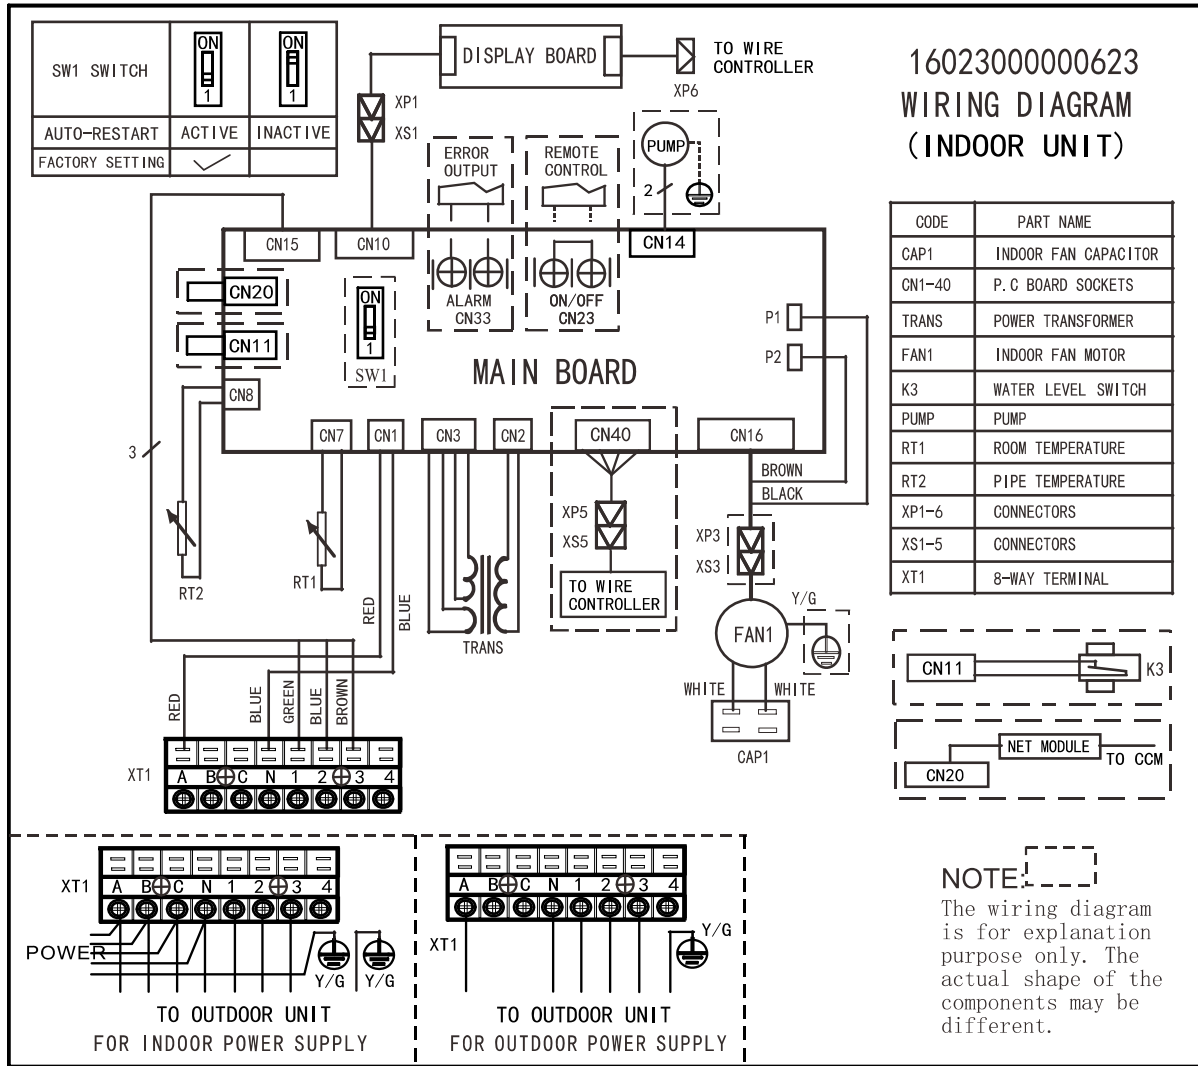 16023000000623
WIRING DIAGRAM
(INDOOR UNIT)
SW1 SWITCH
ON
1
ON
1
AUTO-RESTART ACTIVE INACTIVE
FACTORY SETTING
DISPLAY BOARD
TO WIRE
CONTROLLER
XP6
XP1
XS1
ERROR
OUTPUT
REMOTE
CONTROL
PUMP
2
CN15
CN10
CN14
CN20
CN11
CN8
ON
1
SW1
ALARM
CN33
ON/OFF
CN23
P1
P2
MAIN BOARD
CN7
CN1
CN3
CN2
CN40
CN16
BROWN
BLACK
3
RT2
RT1
RED
BLUE
TRANS
XP5
XS5
TO WIRE
CONTROLLER
XP3
XS3
FAN1
Y/G
WHITE
WHITE
CAP1
RED
BLUE
GREEN
BLUE
BROWN
XT1
A B C N 1 2 3 4
CODE PART NAME
CAP1 INDOOR FAN CAPACITOR
CN1-40 P.C BOARD SOCKETS
TRANS POWER TRANSFORMER
FAN1 INDOOR FAN MOTOR
K3 WATER LEVEL SWITCH
PUMP PUMP
RT1 ROOM TEMPERATURE
RT2 PIPE TEMPERATURE
XP1-6 CONNECTORS
XS1-5 CONNECTORS
XT1 8-WAY TERMINAL
CN11
K3
NET MODULE
TO CCM
CN20
XT1
A B C N 1 2 3 4
POWER
Y/G
Y/G
TO OUTDOOR UNIT
FOR INDOOR POWER SUPPLY
A B C N 1 2 3 4
XT1
Y/G
TO OUTDOOR UNIT
FOR OUTDOOR POWER SUPPLY
NOTE:
The wiring diagram
is for explanation
purpose only. The
actual shape of the
components may be
different.